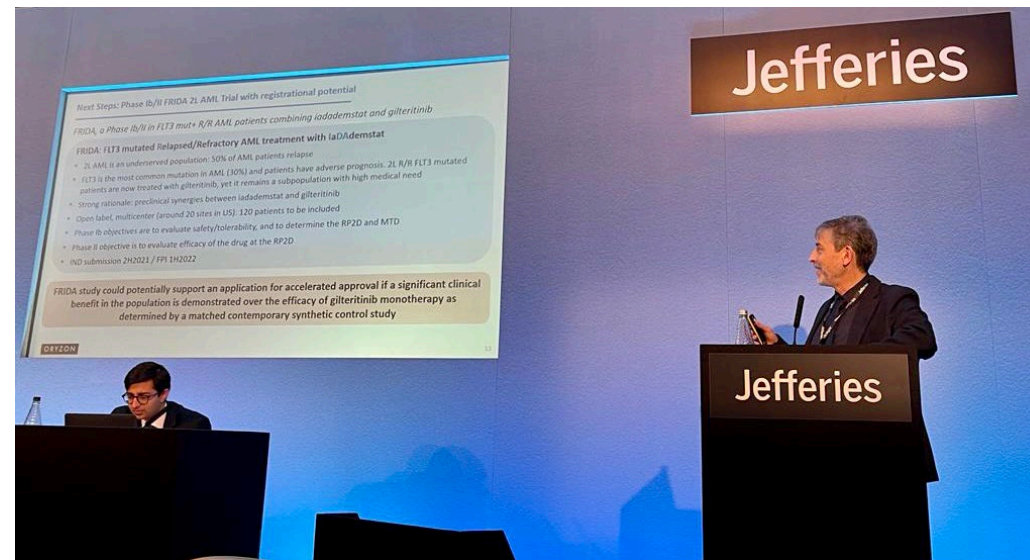 Jefferies
Next Steps: Phase Ib/II FRIDA 2L AML Trial with registrational potential
FRIDA, a Phase Ib/II in FLT3 mut+ R/R AML patients combining iadademstat and gilteritinib
FRIDA: FLT3 mutated Relapsed/Refractory AML treatment with IaDAdemstat
• 2L AML is an underserved population: 50% of AML patients relapse
• FLT3 is the most common mutation in AML (30%) and patients have adverse prognosis. 2L R/R FLT3 mutated
patients are now treated with gilteritinib, yet it remains a subpopulation with high medical need
• Strong rationale: preclinical synergies between iadademstat and gilteritinib
• Open label, multicenter (around 20 sites in US). 120 patients to be included
• Phase Ib objectives are to evaluate safety/tolerability, and to determine the RP2D and MTD
• Phase II objective is to evaluate efficacy of the drug at the RP2D
• IND submission 2H2021 / FPI 1H2022
FRIDA study could potentially support an application for accelerated approval if a significant clinical
benefit in the population is demonstrated over the efficacy of gilteritinib monotherapy as
determined by a matched contemporary synthetic control study
ORYZON
13
Jefferies